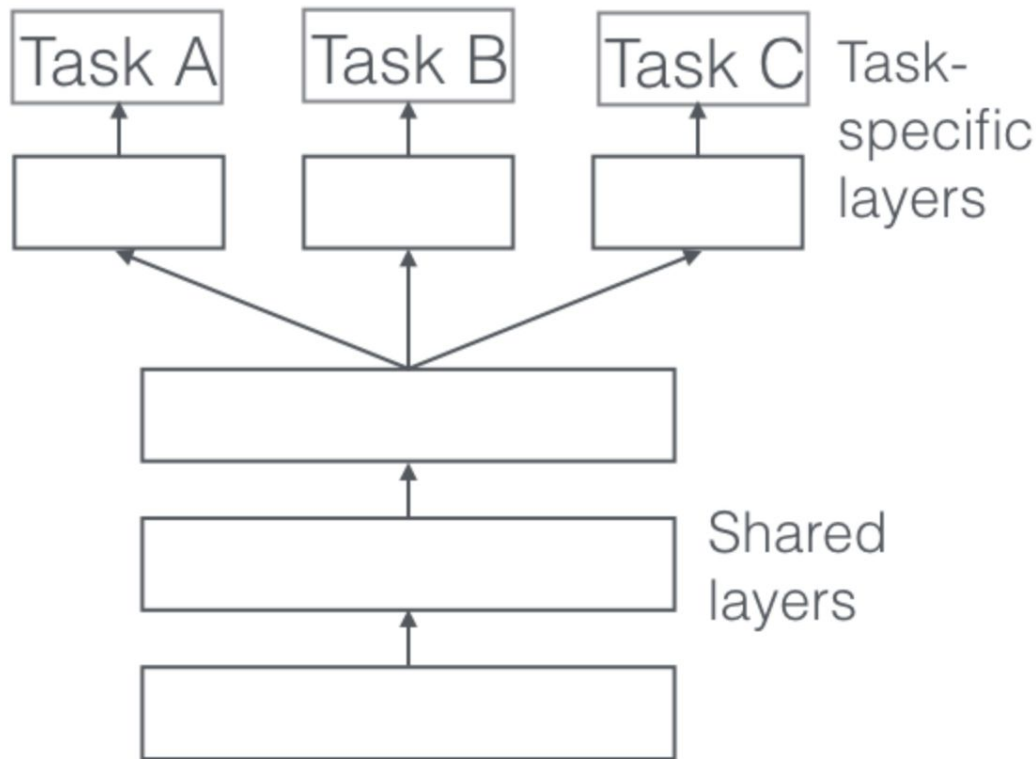 Task A
Task B
Task C
Task-
specific
layers
Shared
layers